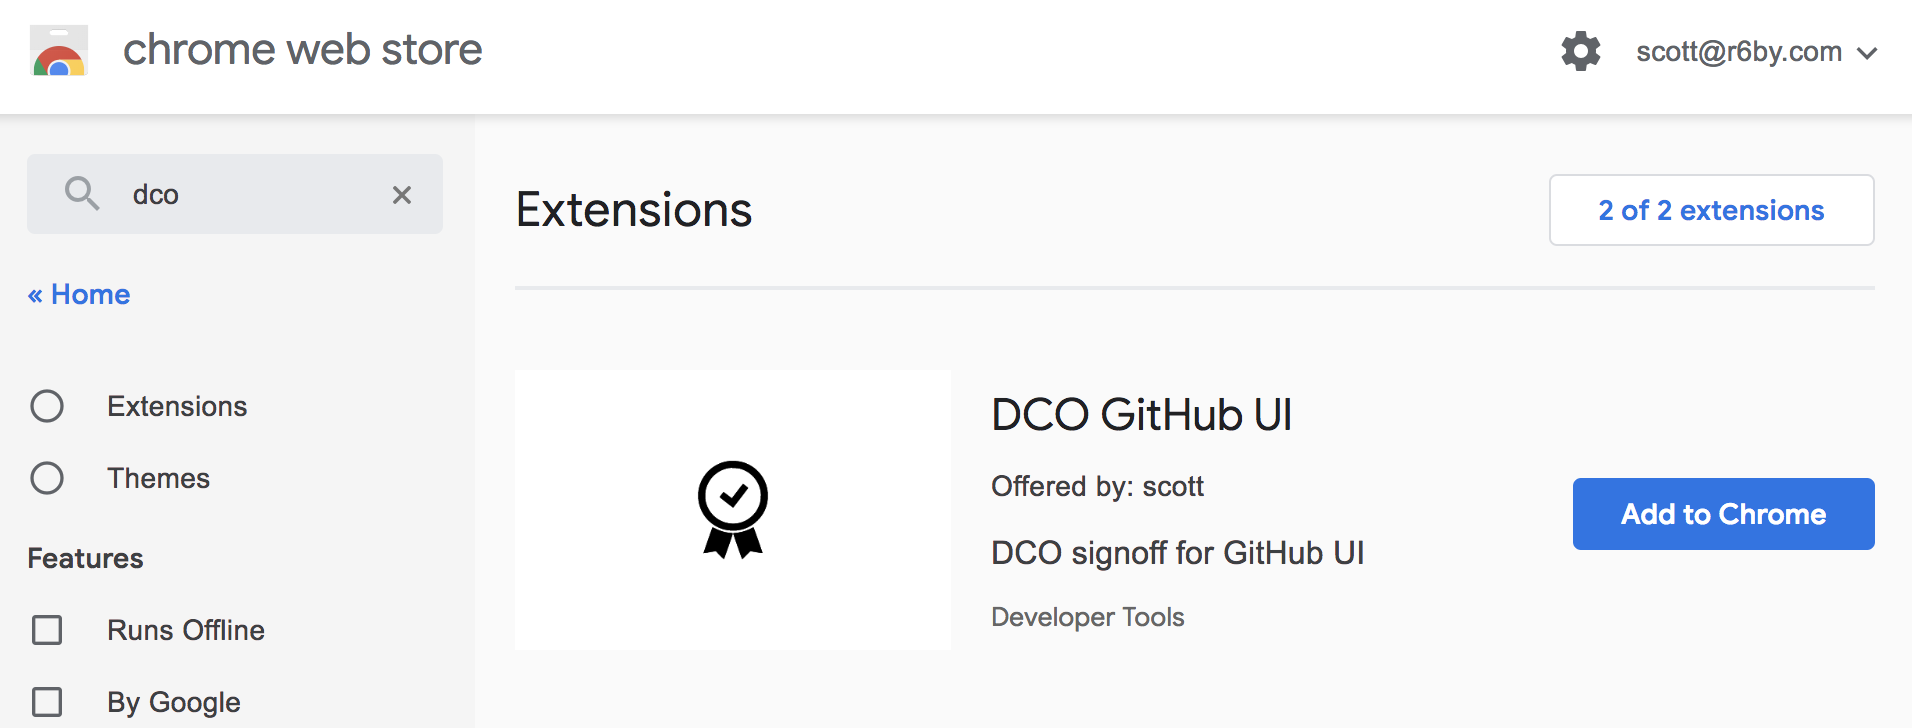 chrome web store
scott@r6by.com
dco
« Home
Extensions
Themes
Features
Runs Offline
By Google
Extensions
2 of 2 extensions
DCO GitHub UI
Offered by: scott
DCO signoff for GitHub UI
Developer Tools
Add to Chrome